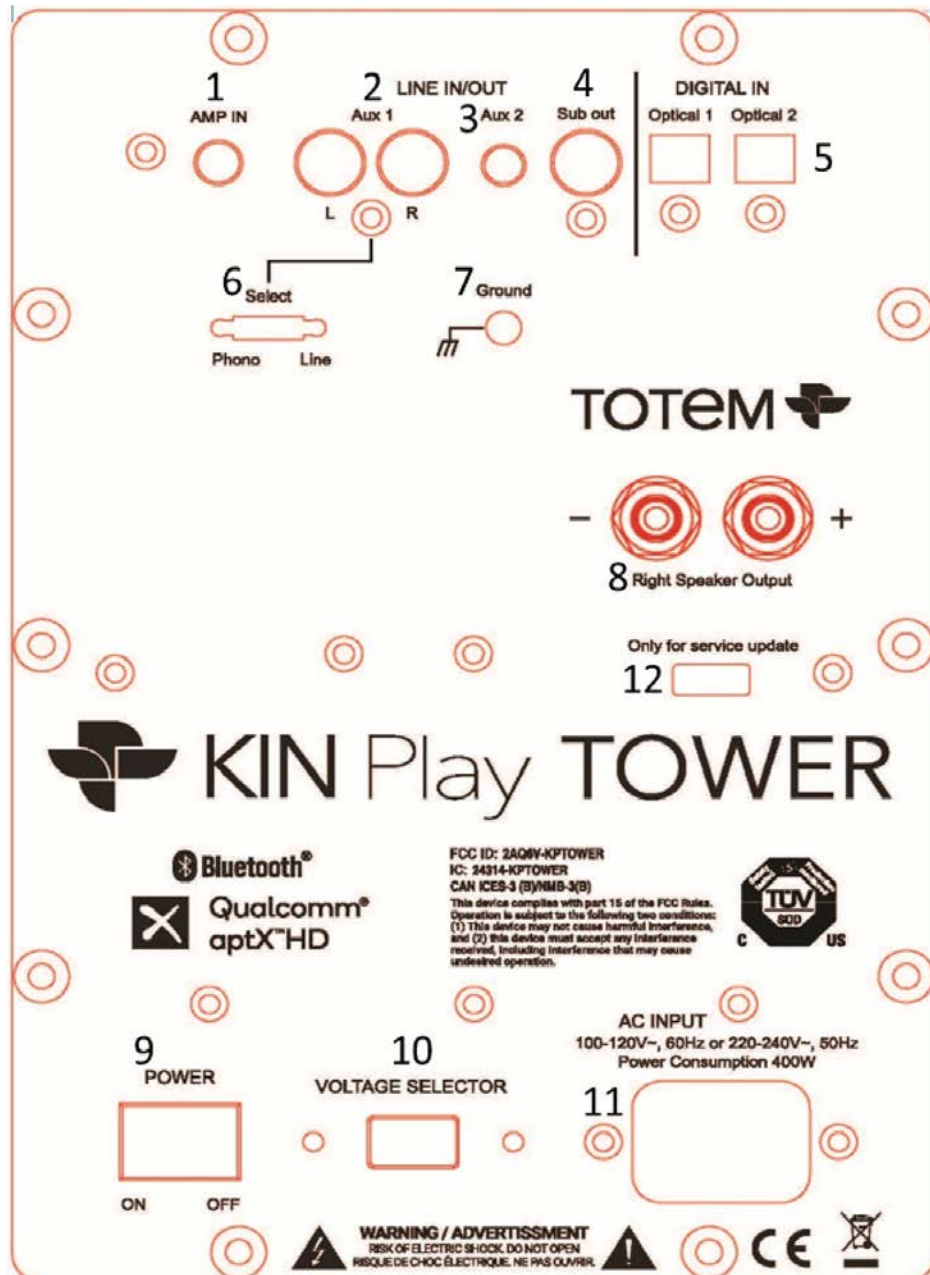 1 2 LINE IN/OUT 4 DIGITAL IN
AMP IN Aux 1 3 Aux 2 Sub out Optical 1 Optical 2
5
L R
6 Select 7 Ground
Phono Line
TOTEM
- +
8 Right Speaker Output
Only for service update
12
KIN Play TOWER
Bluetooth®
Qualcomm®
aptX™ HD
FCC ID: 2AQ6V-KPTOWER
IC: 24314-KPTOWER
CAN ICES-3 (B)/NMB-3(B)
This device complies with part 15 of the FCC Rules.
Operation is subject to the following two conditions:
(1) This device may not cause harmful interference,
and (2) this device must accept any interference
received, including interference that may cause
undesired operation.
TÜV
SÜD
C US
9
POWER
ON OFF
10
VOLTAGE SELECTOR
AC INPUT
100-120V~, 60Hz or 220-240V~, 50Hz
Power Consumption 400W
11
WARNING / ADVERTISSMENT
RISK OF ELECTRIC SHOCK. DO NOT OPEN
RISQUE DE CHOC ÉLECTRIQUE. NE PAS OUVRIR.
CE